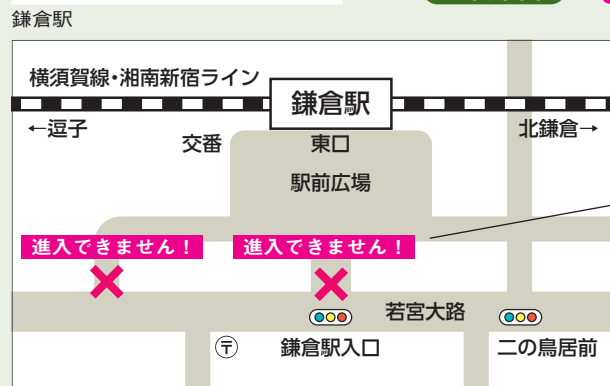 鎌倉駅
横須賀線・湘南新宿ライン
鎌倉駅
←逗子
北鎌倉→
交番
東口
駅前広場
進入できません！
進入できません！
若宮大路
〒
鎌倉駅入口
二の鳥居前